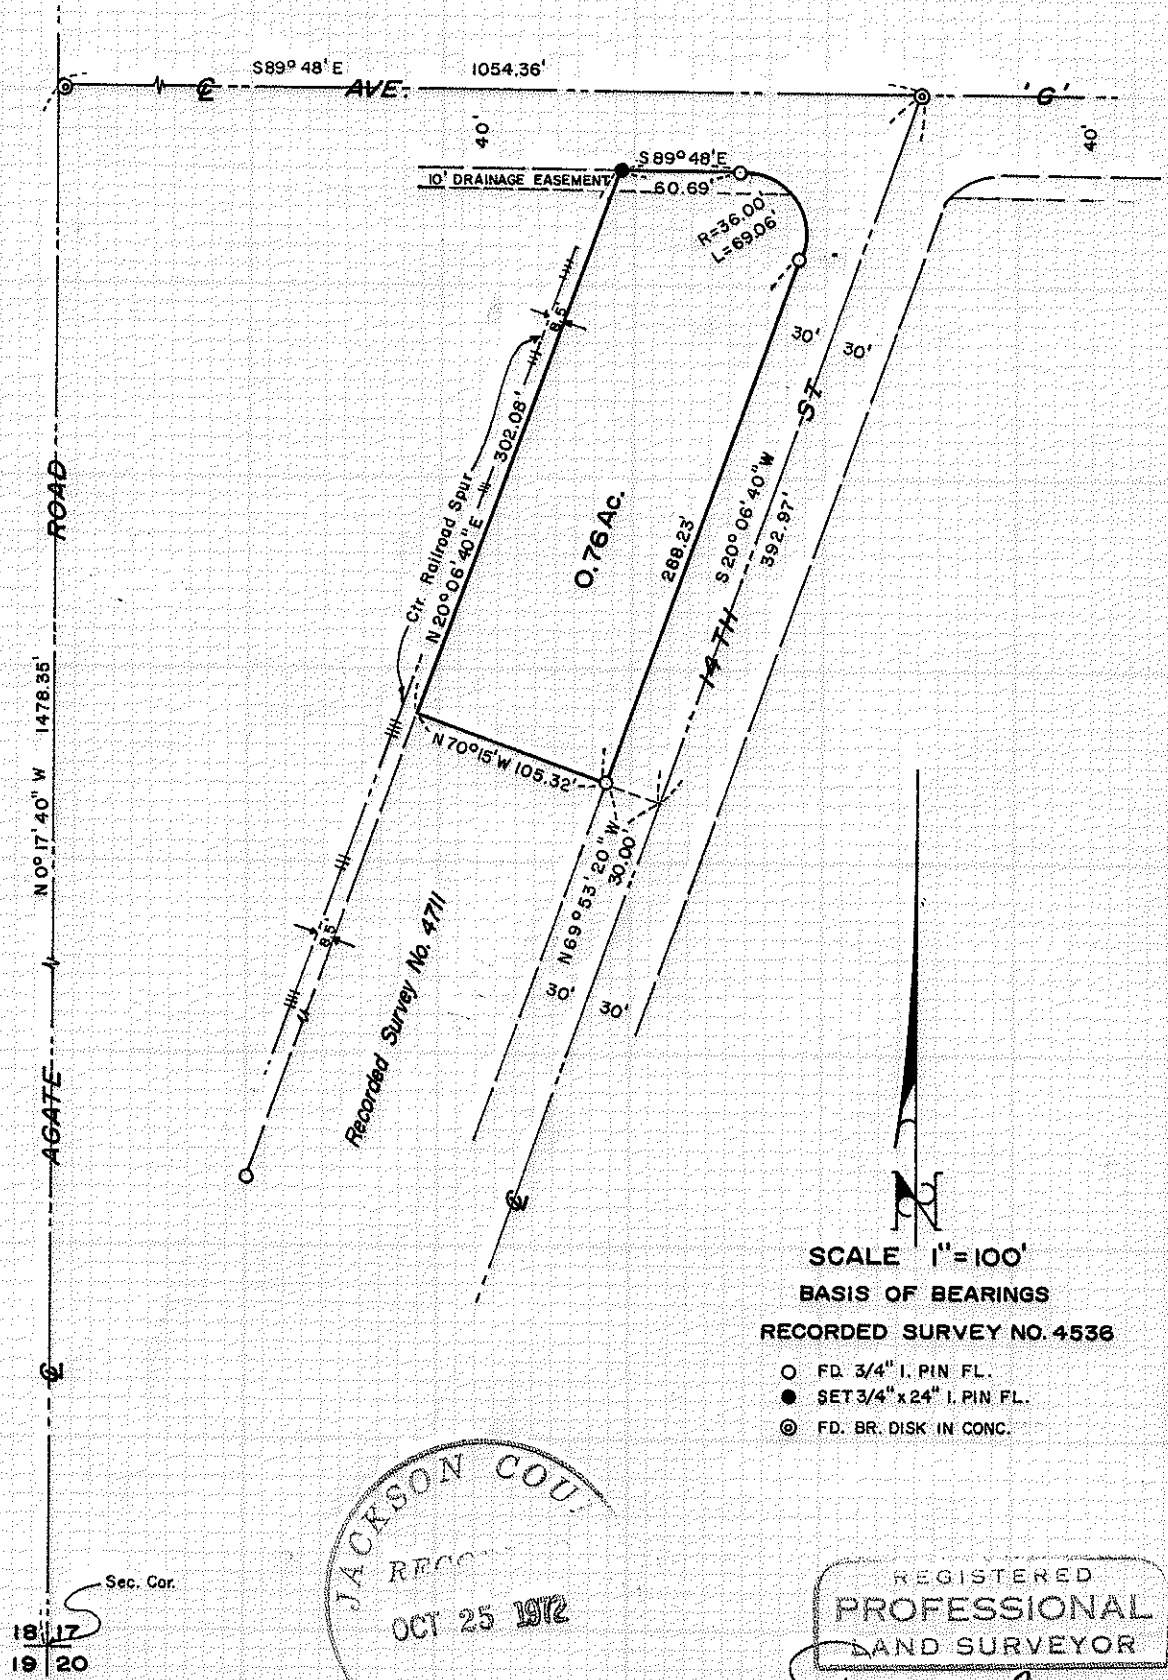 S89° 48' E
1054.36'
℄
AVE.
'G'
40'
40'
S89° 48' E
10' DRAINAGE EASEMENT
60.69'
R=36.00'
L=69.06'
8.5'
30'
30'
ROAD
Ctr. Railroad Spur
N 20° 06' 40" E
302.08'
0.76 Ac.
288.23'
S 20° 06' 40" W
392.97'
14 TH
ST
N 0° 17' 40" W 1478.35'
N 70° 15' W 105.32'
N 69° 53' 20" W
30.00'
8.5'
Recorded Survey No. 4711
30'
30'
AGATE
℄
N
SCALE 1"=100'
BASIS OF BEARINGS
RECORDED SURVEY NO. 4536
FD. 3/4" I. PIN FL.
SET 3/4" x 24" I. PIN FL.
FD. BR. DISK IN CONC.
℄
JACKSON COU
OCT 25 1972
Sec. Cor.
18 17
19 20
REGISTERED
PROFESSIONAL
LAND SURVEYOR